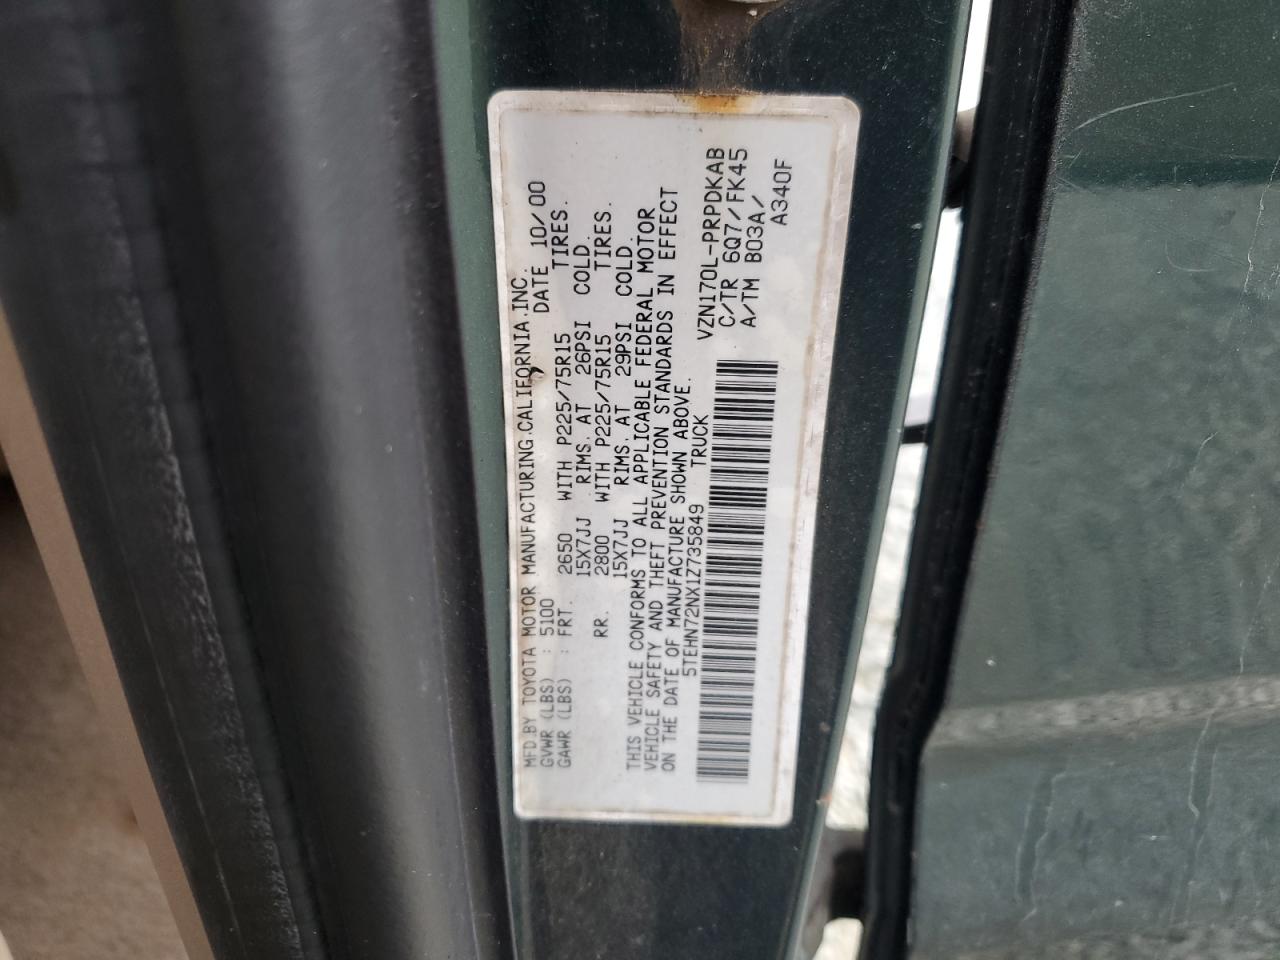 MFD.BY TOYOTA MOTOR MANUFACTURING.CALIFORNIA.INC.
GVWR (LBS) : 5100 DATE 10/00
GAWR (LBS) : FRT. 2650 WITH P225/75R15 TIRES.
15X7JJ RIMS. AT 26PSI COLD.
RR. 2800 WITH P225/75R15 TIRES.
15X7JJ RIMS. AT 29PSI COLD.
THIS VEHICLE CONFORMS TO ALL APPLICABLE FEDERAL MOTOR
VEHICLE SAFETY AND THEFT PREVENTION STANDARDS IN EFFECT
ON THE DATE OF MANUFACTURE SHOWN ABOVE.
5TEHN72NX1Z735849 TRUCK
VZN170L-PRPDKAB
C/TR 6Q7/FK45
A/TM B03A/
A340F